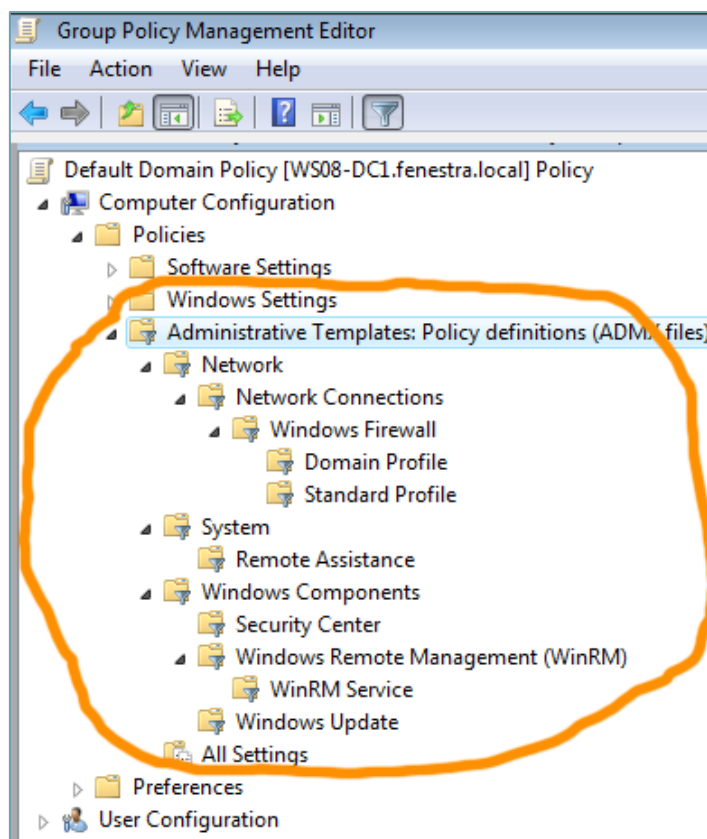 Group Policy Management Editor
File Action View Help
Default Domain Policy [WS08-DC1.fenestra.local] Policy
Computer Configuration
Policies
Software Settings
Windows Settings
Administrative Templates: Policy definitions (ADMX files)
Network
Network Connections
Windows Firewall
Domain Profile
Standard Profile
System
Remote Assistance
Windows Components
Security Center
Windows Remote Management (WinRM)
WinRM Service
Windows Update
All Settings
Preferences
User Configuration